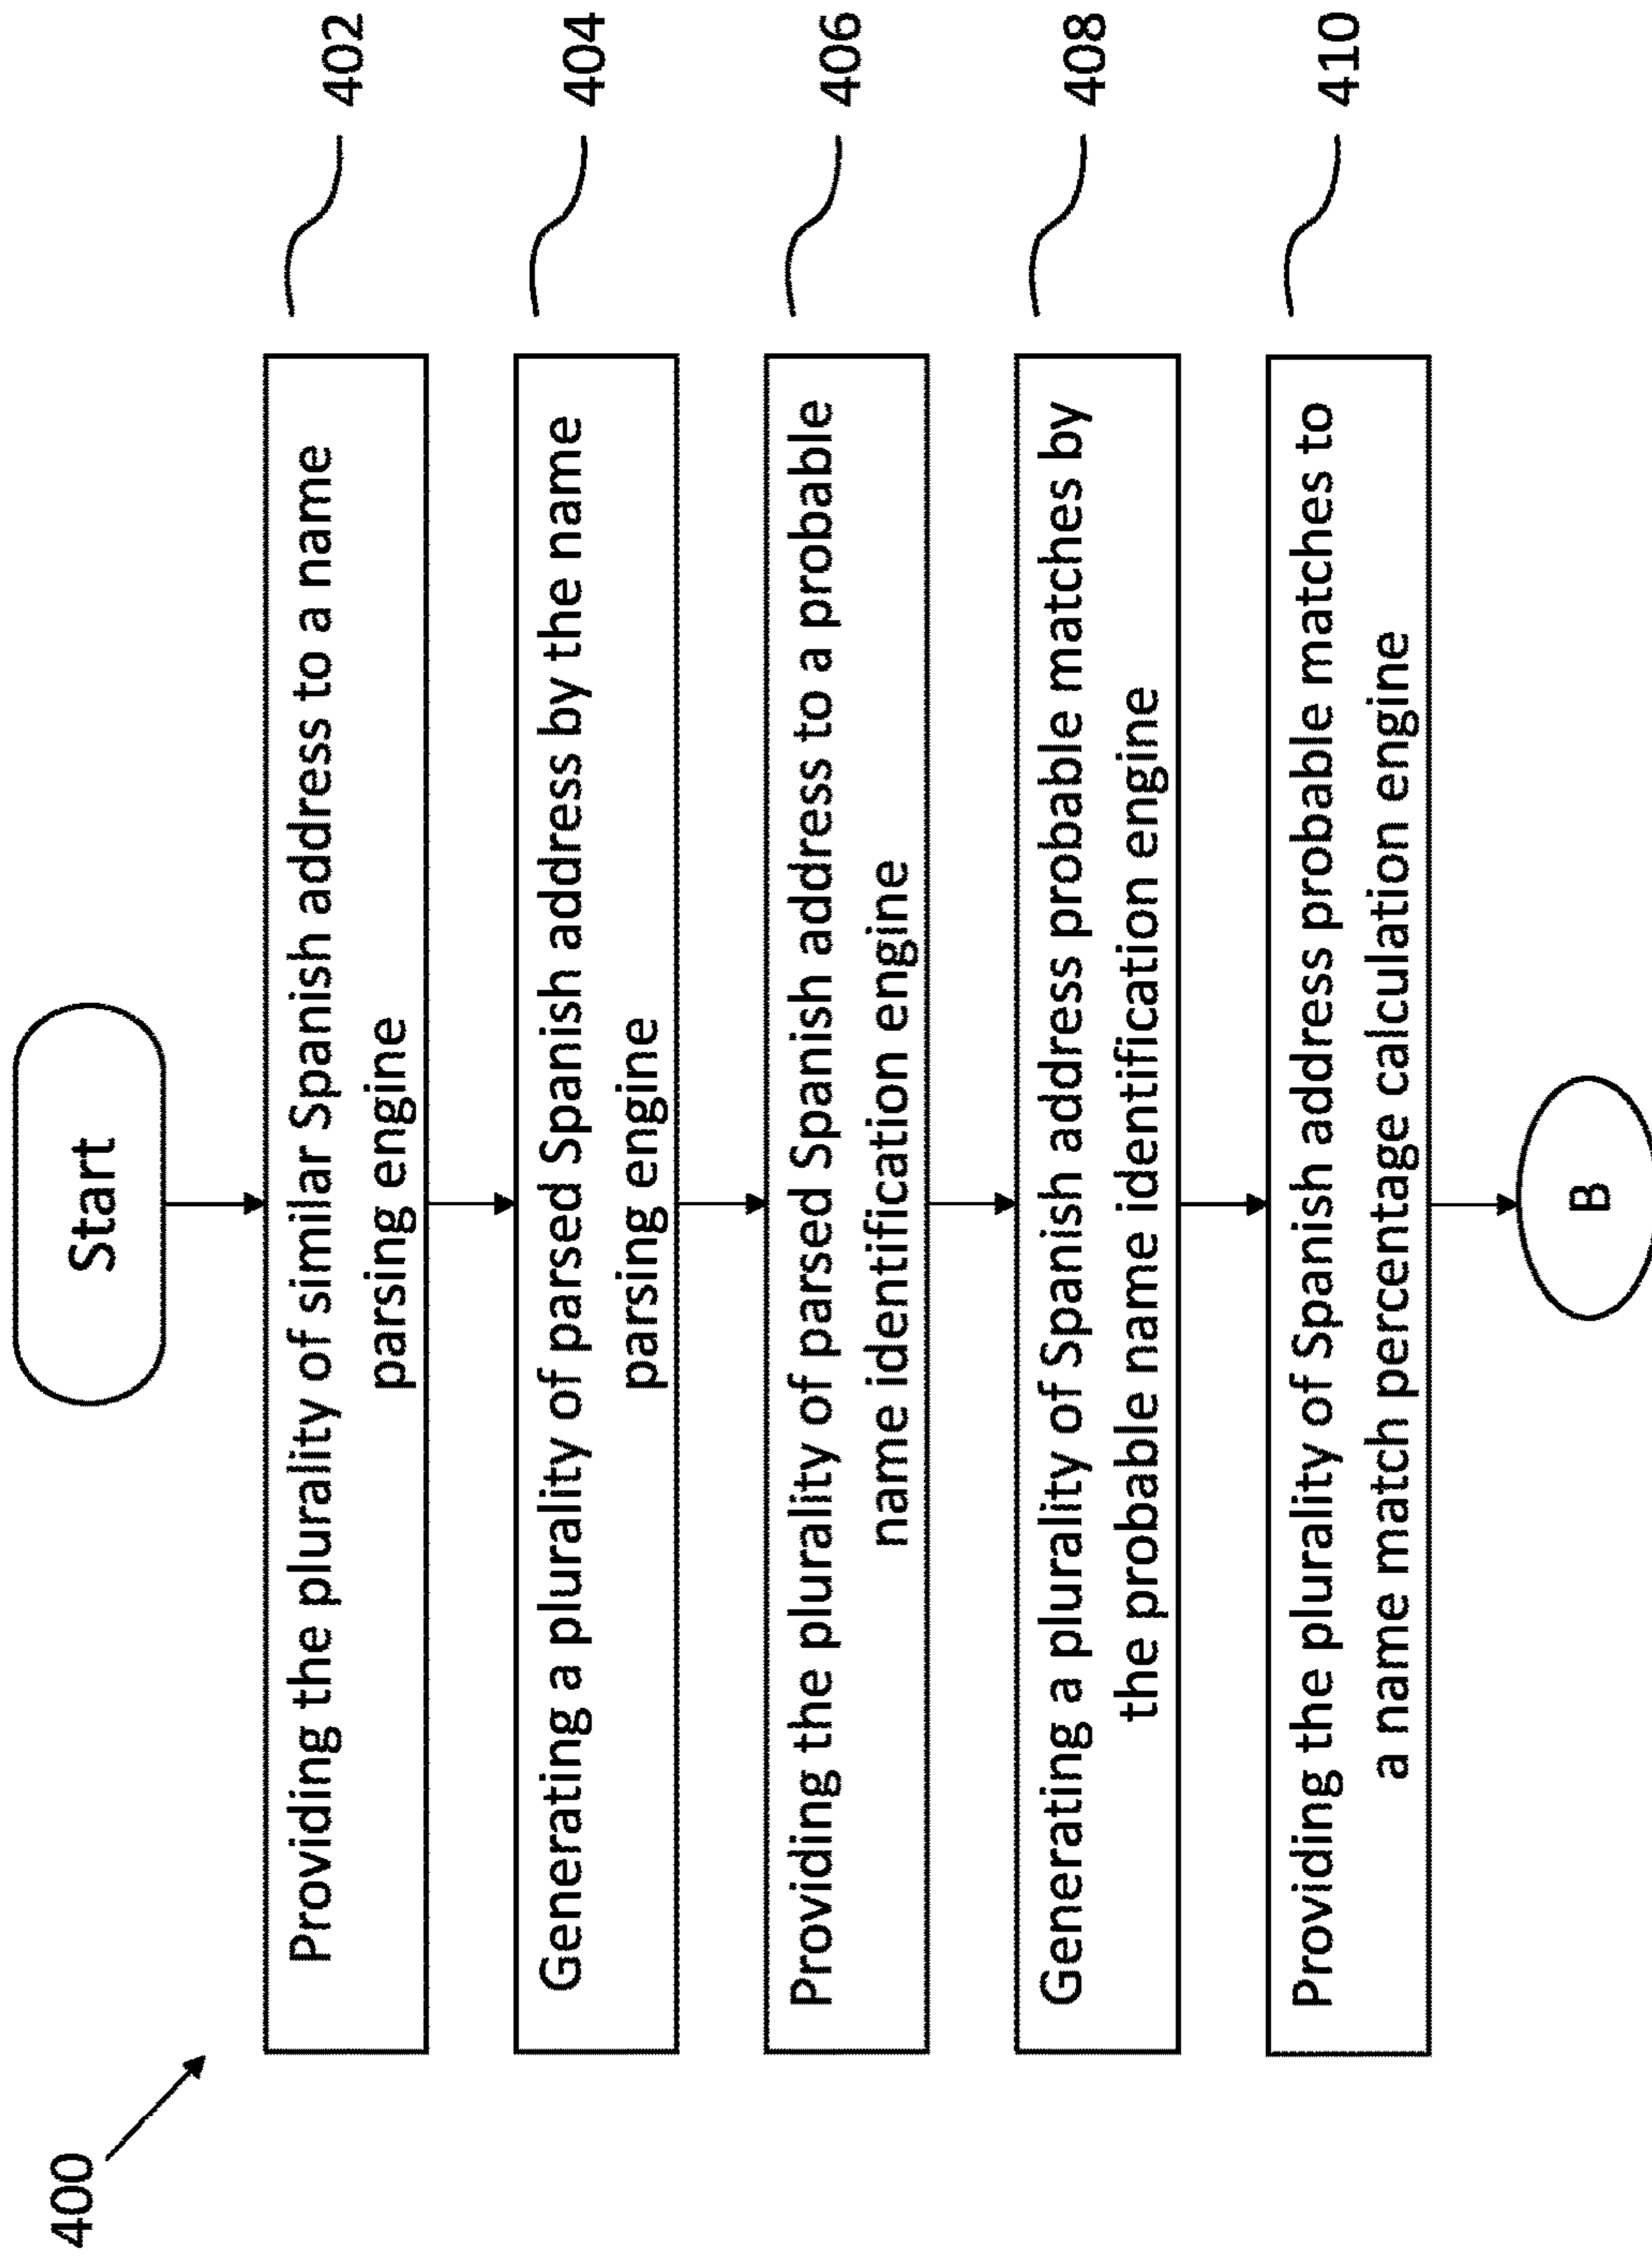 400
Start
Providing the plurality of similar Spanish address to a name
parsing engine
402
Generating a plurality of parsed Spanish address by the name
parsing engine
404
Providing the plurality of parsed Spanish address to a probable
name identification engine
406
Generating a plurality of Spanish address probable matches by
the probable name identification engine
408
Providing the plurality of Spanish address probable matches to
a name match percentage calculation engine
410
B